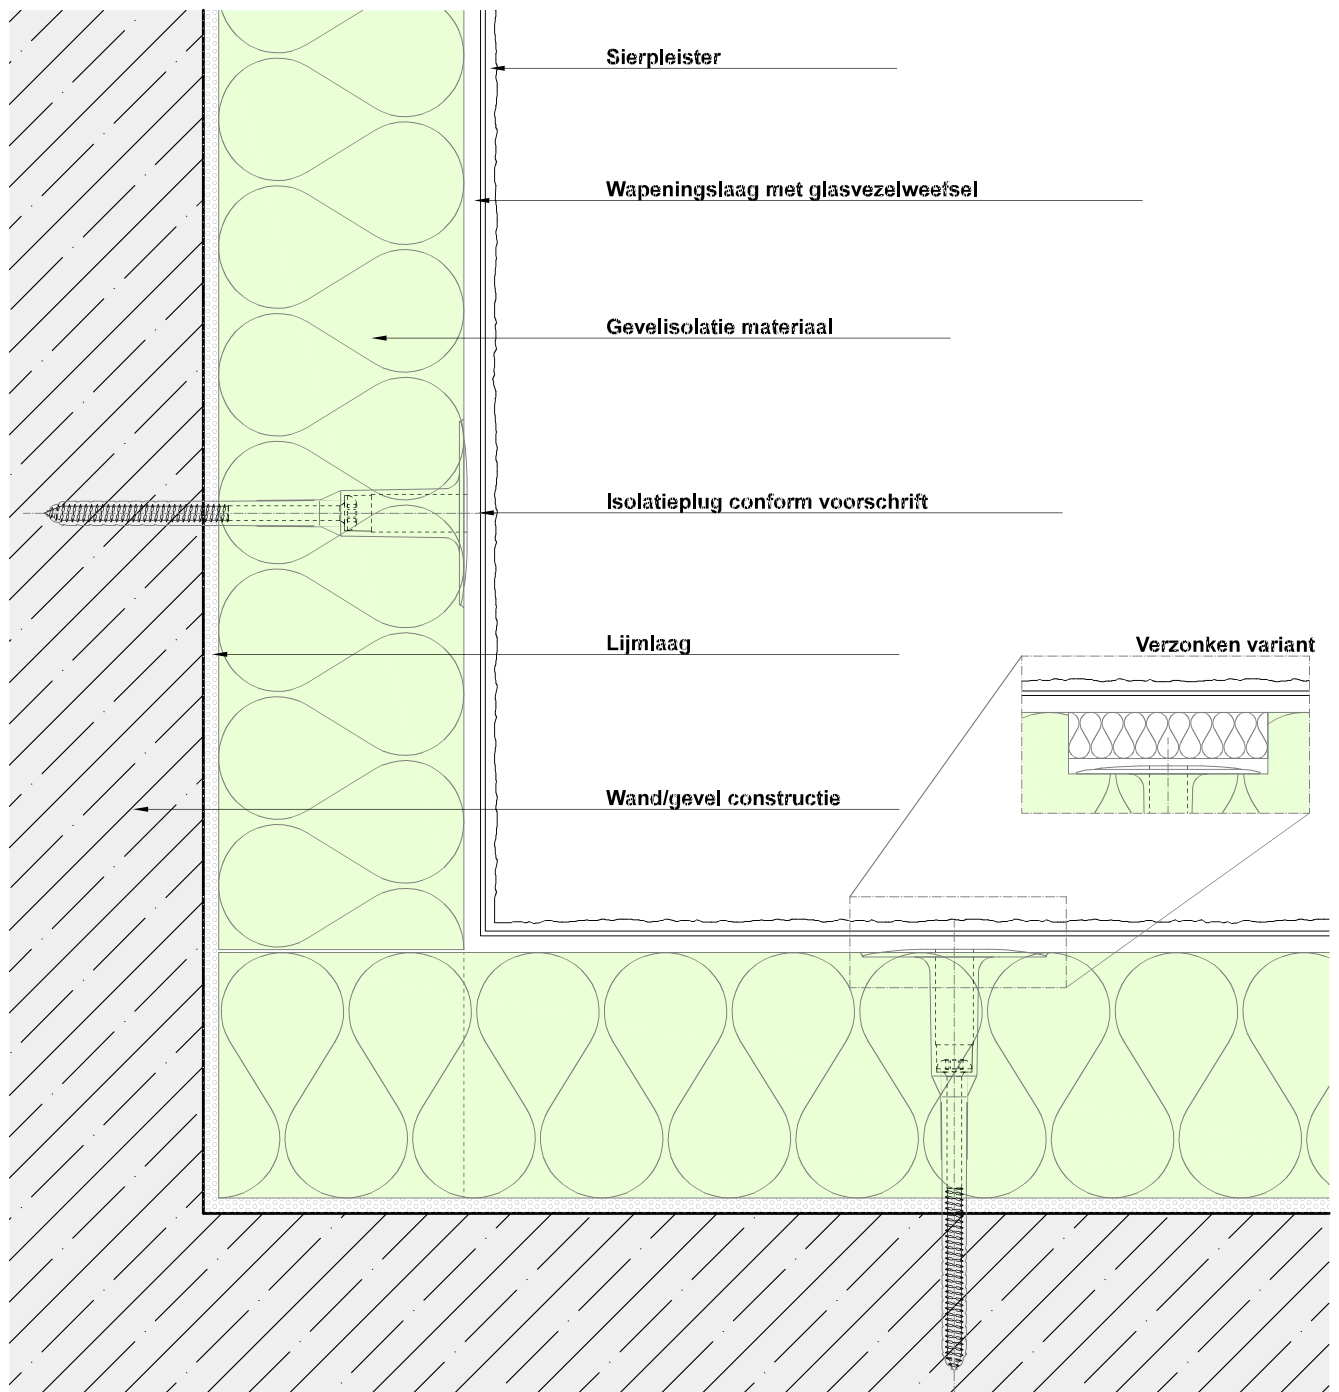 Sierpleister
Wapeningslaag met glasvezelweefsel
Gevelisolatie materiaal
Isolatieplug conform voorschrift
Lijmlaag
Verzonken variant
Wand/gevel constructie